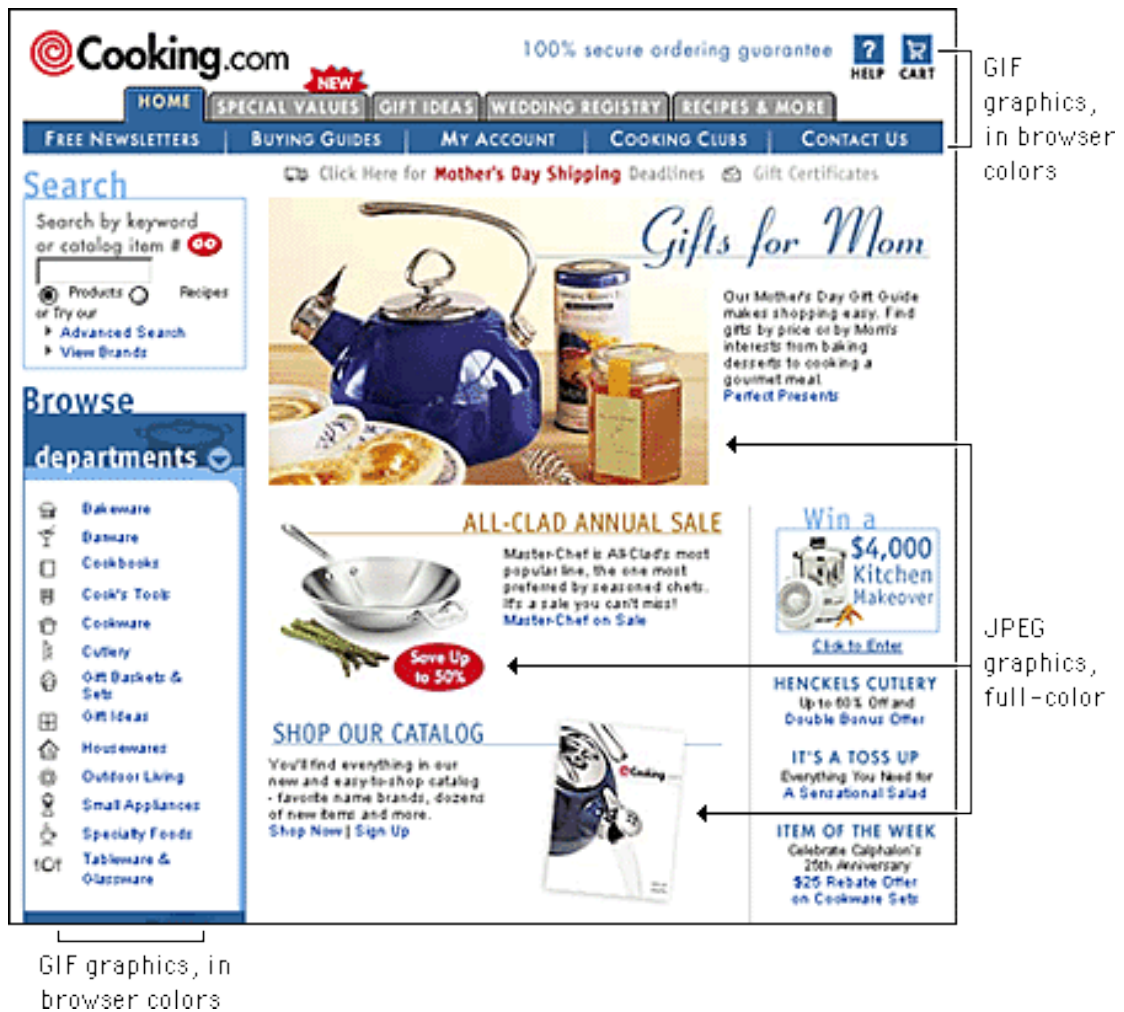 Cooking.com
100% secure ordering guarantee
?
HELP CART
NEW
HOME SPECIAL VALUES GIFT IDEAS WEDDING REGISTRY RECIPES & MORE
FREE NEWSLETTERS | BUYING GUIDES | MY ACCOUNT | COOKING CLUBS | CONTACT US
Click Here for Mother's Day Shipping Deadlines Gift Certificates
GIF
graphics,
in browser
colors
Search
Search by keyword
or catalog item # GO
Products Recipes
or Try our
Advanced Search
View Brands
Gifts for Mom
Our Mother's Day Gift Guide
makes shopping easy. Find
gifts by price or by Mom's
interests from baking
desserts to cooking a
gourmet meal.
Perfect Presents
Browse
departments
Bakeware
Barware
Cookbooks
Cook's Tools
Cookware
Cutlery
Gift Baskets &
Sets
Gift Ideas
Housewares
Outdoor Living
Small Appliances
Specialty Foods
Tableware &
Glassware
ALL-CLAD ANNUAL SALE
Master-Chef is All-Clad's most
popular line, the one most
preferred by seasoned chefs.
It's a sale you can't miss!
Master-Chef on Sale
Save Up
to 50%
Win a
$4,000
Kitchen
Makeover
Click to Enter
HENCKELS CUTLERY
Up to 60% Off and
Double Bonus Offer
IT'S A TOSS UP
Everything You Need for
A Sensational Salad
ITEM OF THE WEEK
Celebrate Calphalon's
25th Anniversary
$25 Rebate Offer
on Cookware Sets
JPEG
graphics,
full-color
SHOP OUR CATALOG
You'll find everything in our
new and easy-to-shop catalog
- favorite name brands, dozens
of new items and more.
Shop Now | Sign Up
Cooking
GIF graphics, in
browser colors